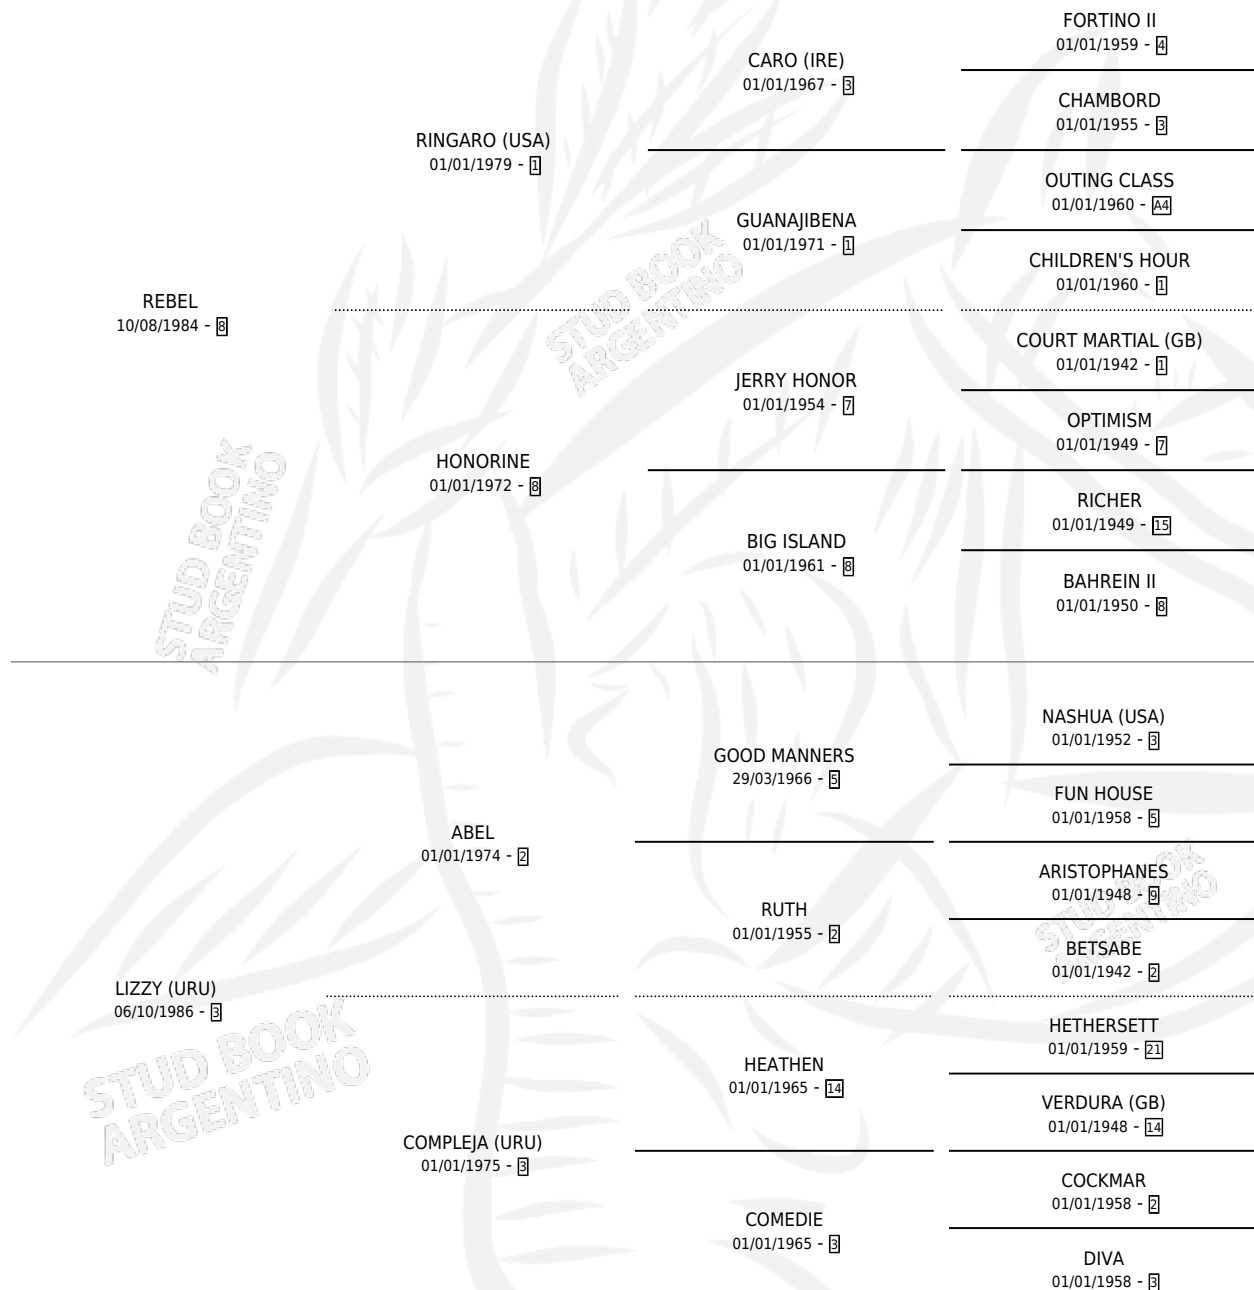 FORTINO II
01/01/1959 - 4
CARO (IRE)
01/01/1967 - 3
CHAMBORD
01/01/1955 - 3
RINGARO (USA)
01/01/1979 - 1
OUTING CLASS
01/01/1960 - A4
GUANAJIBENA
01/01/1971 - 1
CHILDREN'S HOUR
01/01/1960 - 1
REBEL
10/08/1984 - 8
COURT MARTIAL (GB)
01/01/1942 - 1
JERRY HONOR
01/01/1954 - 7
OPTIMISM
01/01/1949 - 7
HONORINE
01/01/1972 - 8
RICHER
01/01/1949 - 15
BIG ISLAND
01/01/1961 - 8
BAHREIN II
01/01/1950 - 8
NASHUA (USA)
01/01/1952 - 3
GOOD MANNERS
29/03/1966 - 5
FUN HOUSE
01/01/1958 - 5
ABEL
01/01/1974 - 2
ARISTOPHANES
01/01/1948 - 9
RUTH
01/01/1955 - 2
BETSABE
01/01/1942 - 2
LIZZY (URU)
06/10/1986 - 3
HETHERSETT
01/01/1959 - 21
HEATHEN
01/01/1965 - 14
VERDURA (GB)
01/01/1948 - 14
COMPLEJA (URU)
01/01/1975 - 3
COCKMAR
01/01/1958 - 2
COMEDIE
01/01/1965 - 3
DIVA
01/01/1958 - 3
STUD BOOK
ARGENTINO
STUD BOOK
ARGENTINO
STUD BOOK
ARGENTINO
STUD BOOK
ARGENTINO